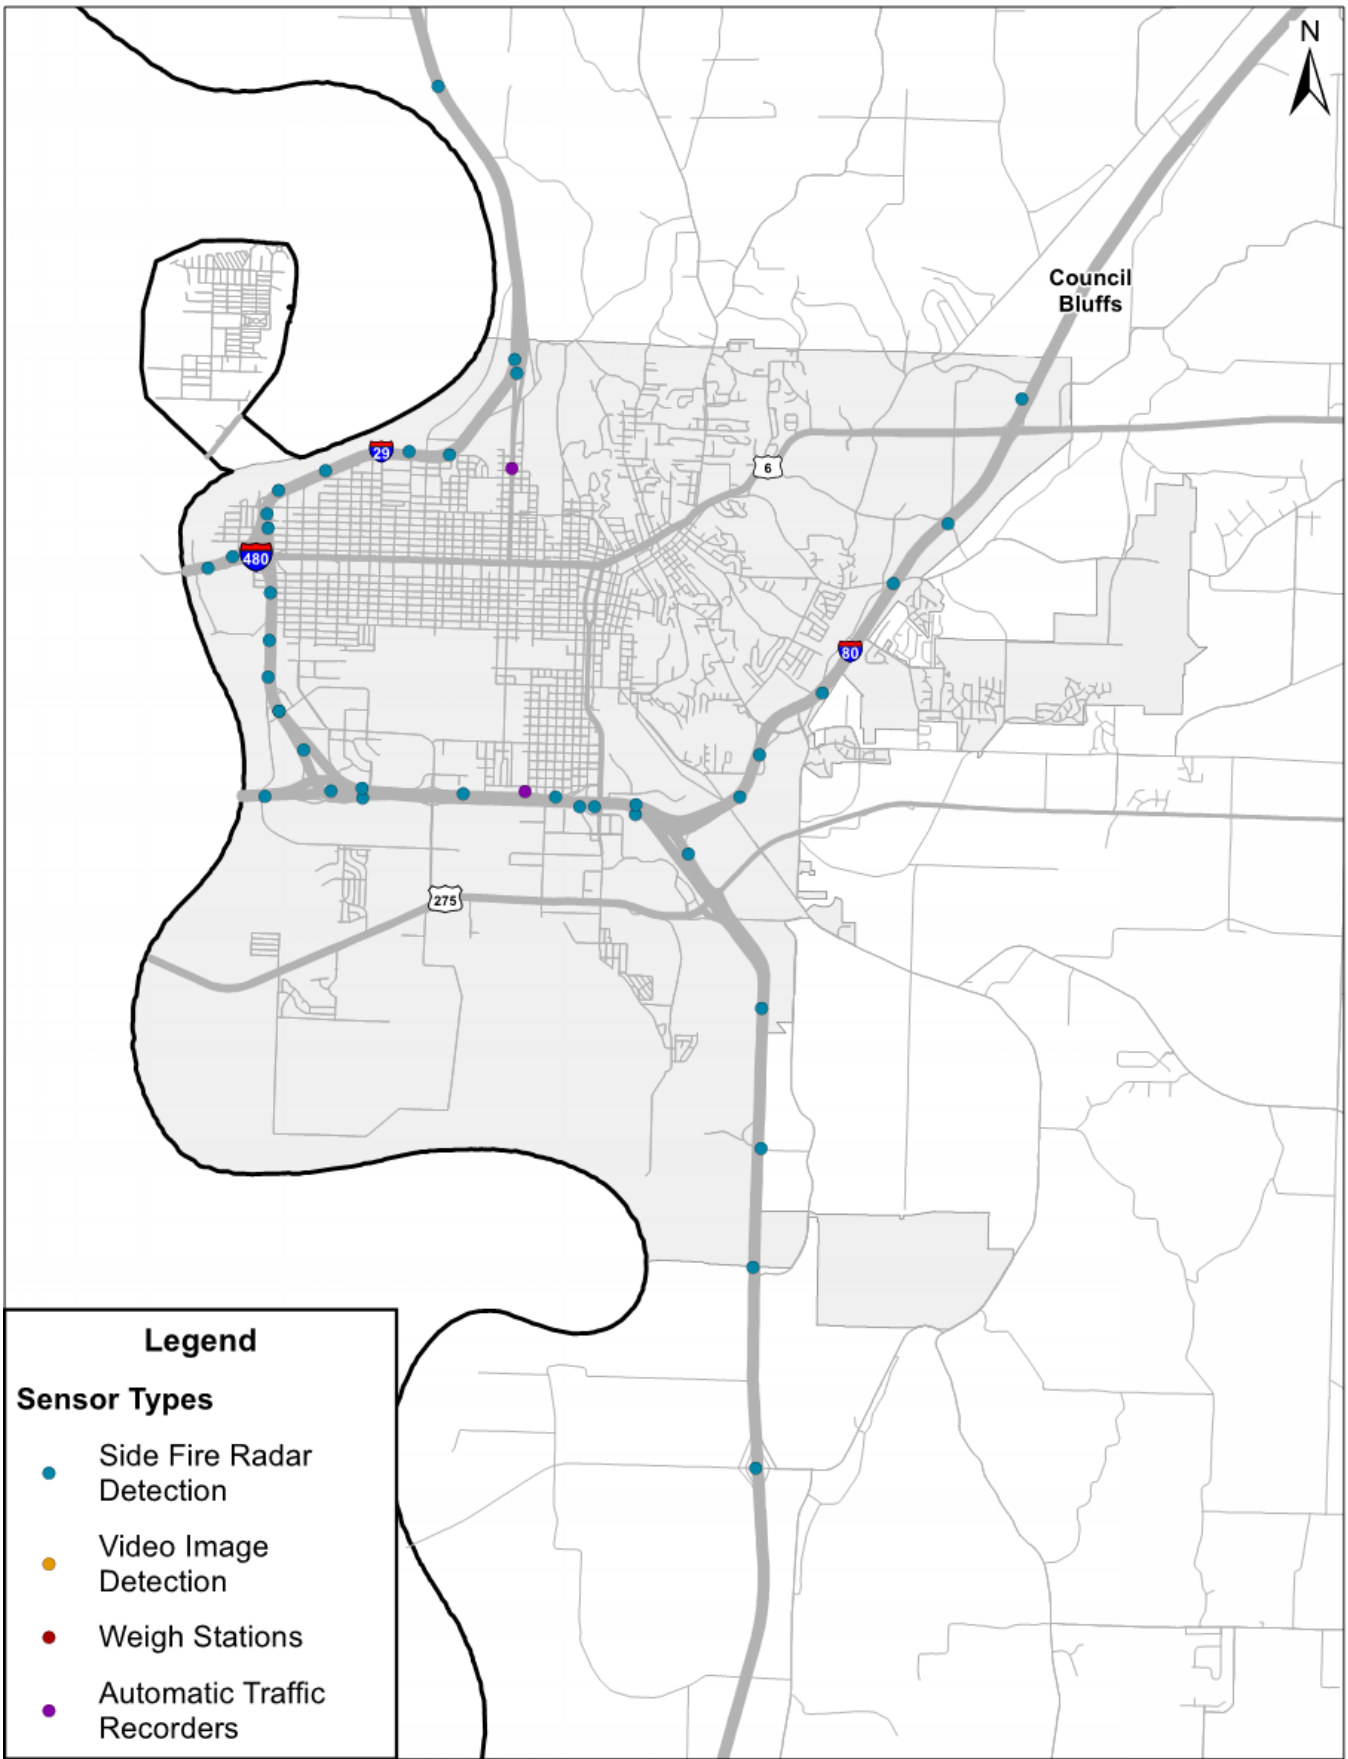 N
Council
Bluffs
29
6
480
80
275
Legend
Sensor Types
Side Fire Radar
Detection
Video Image
Detection
Weigh Stations
Automatic Traffic
Recorders